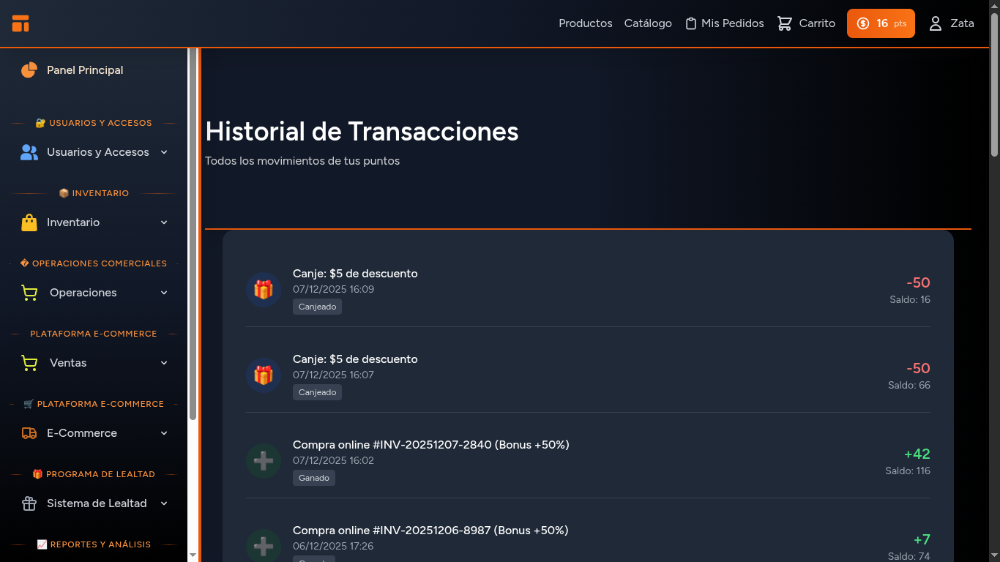 Productos
Catálogo
Mis Pedidos
Carrito
16 pts
Zata
Panel Principal
🔐 USUARIOS Y ACCESOS
Usuarios y Accesos
📦 INVENTARIO
Inventario
� OPERACIONES COMERCIALES
Operaciones
PLATAFORMA E-COMMERCE
Ventas
🛒 PLATAFORMA E-COMMERCE
E-Commerce
🎁 PROGRAMA DE LEALTAD
Sistema de Lealtad
📈 REPORTES Y ANÁLISIS
Historial de Transacciones
Todos los movimientos de tus puntos
Canje: $5 de descuento
07/12/2025 16:09
Canjeado
-50
Saldo: 16
Canje: $5 de descuento
07/12/2025 16:07
Canjeado
-50
Saldo: 66
Compra online #INV-20251207-2840 (Bonus +50%)
07/12/2025 16:02
Ganado
+42
Saldo: 116
Compra online #INV-20251206-8987 (Bonus +50%)
06/12/2025 17:26
+7
Saldo: 74